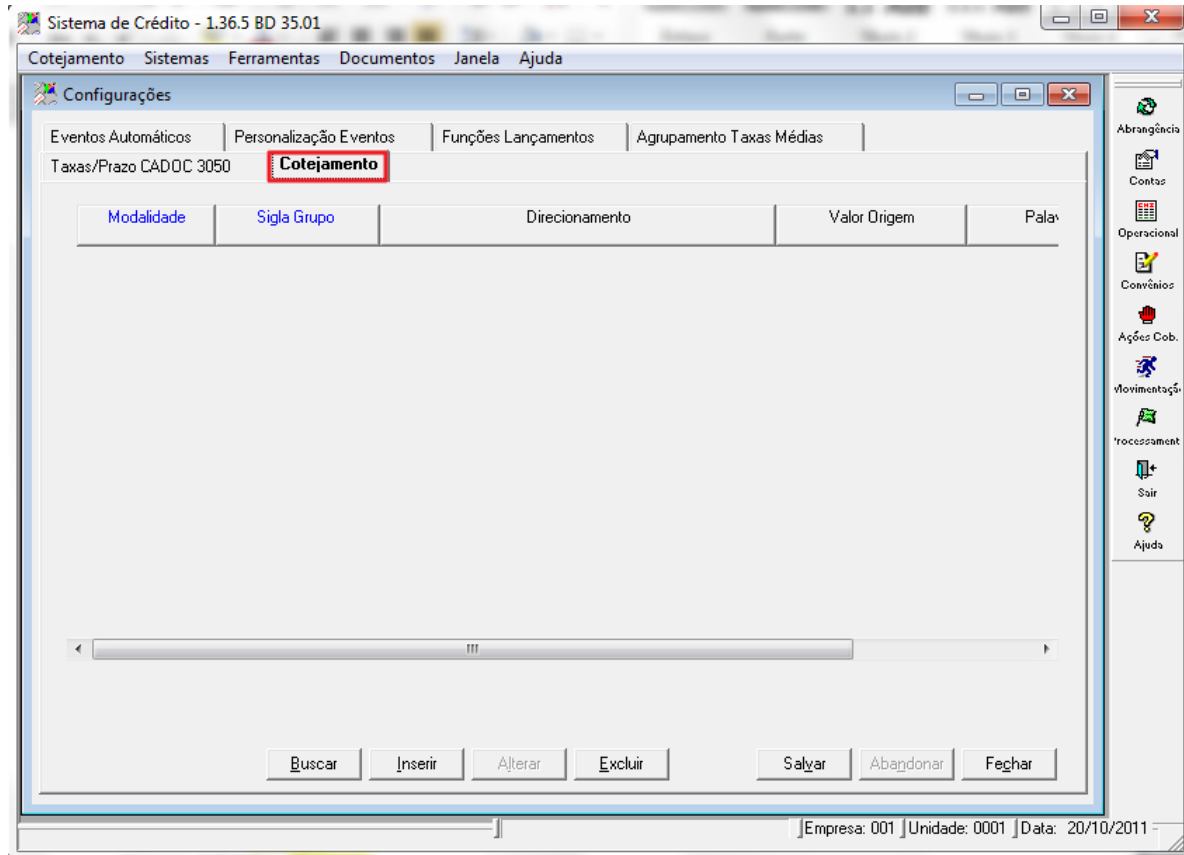 Sistema de Crédito - 1.36.5 BD 35.01
Cotejamento Sistemas Ferramentas Documentos Janela Ajuda
Configurações
Eventos Automáticos Personalização Eventos Funções Lançamentos Agrupamento Taxas Médias
Taxas/Prazo CADOC 3050 Cotejamento
Modalidade Sigla Grupo Direcionamento Valor Origem Palav
Buscar Inserir Alterar Excluir Salvar Abandonar Fechar
Abrangência
Contas
Operacional
Convênios
Ações Cob.
Movimentaçã
rocessament
Sair
Ajuda
Empresa: 001 Unidade: 0001 Data: 20/10/2011